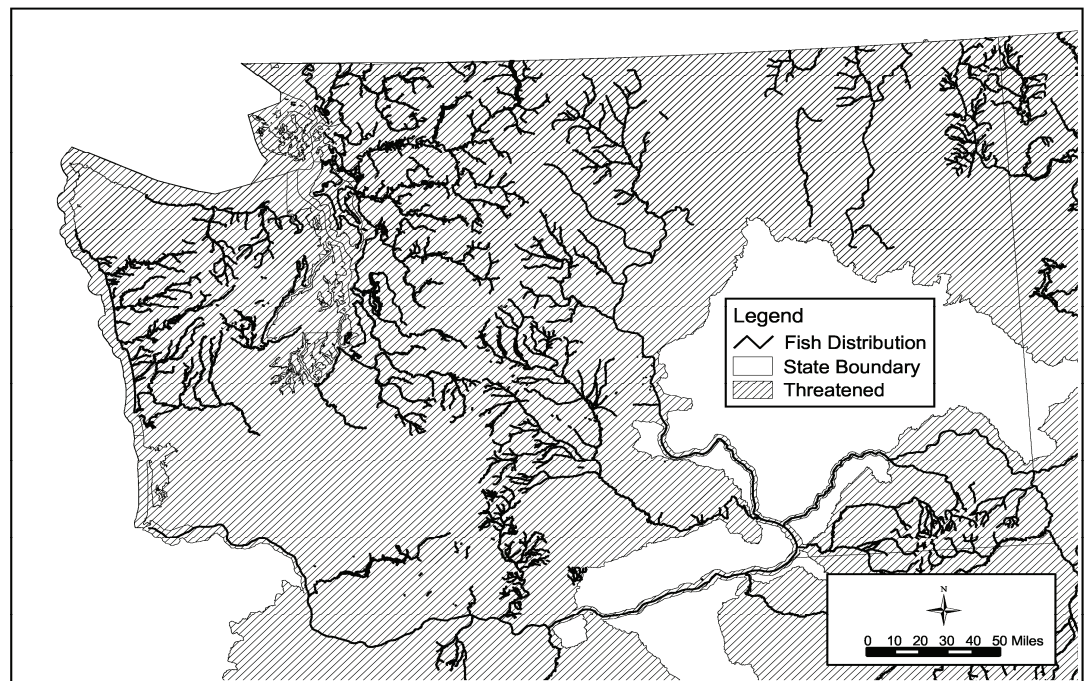 Legend
Fish Distribution
State Boundary
Threatened
N
0 10 20 30 40 50 Miles